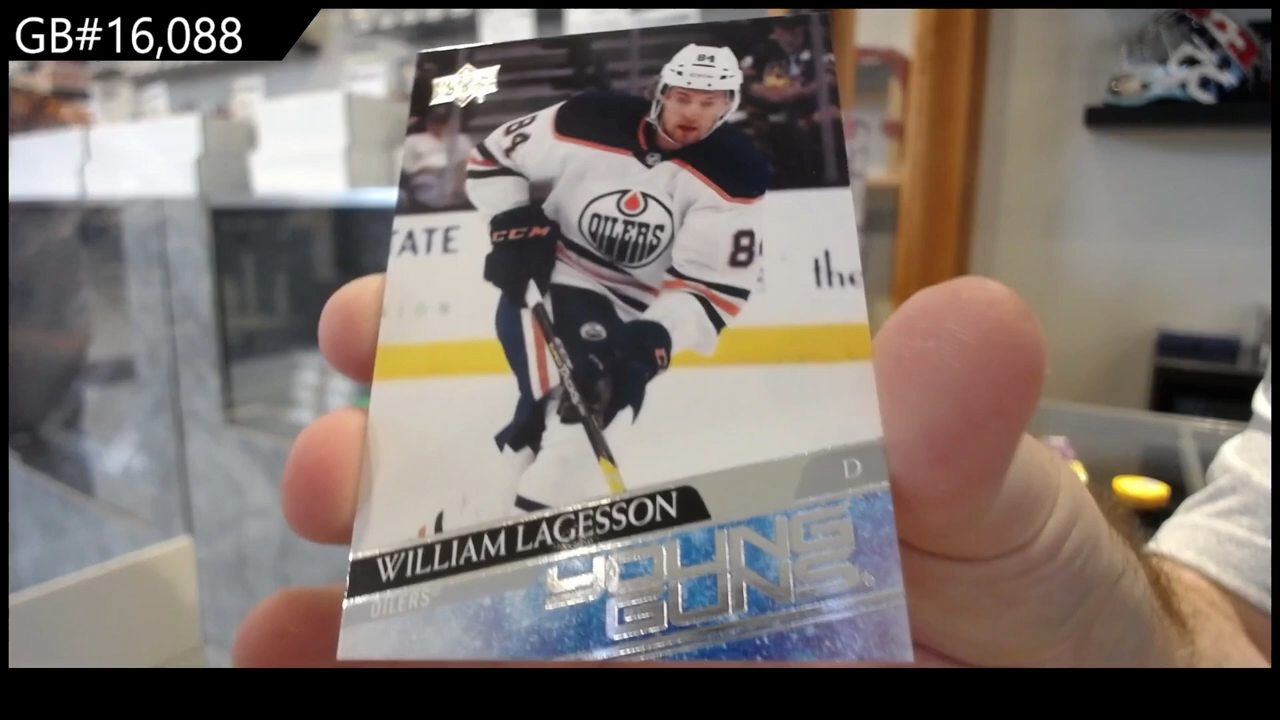 GB#16,088
84
84
OILERS
CCM
TATE
the
D
WILLIAM LAGESSON
OILERS
YOUNG
GUNS